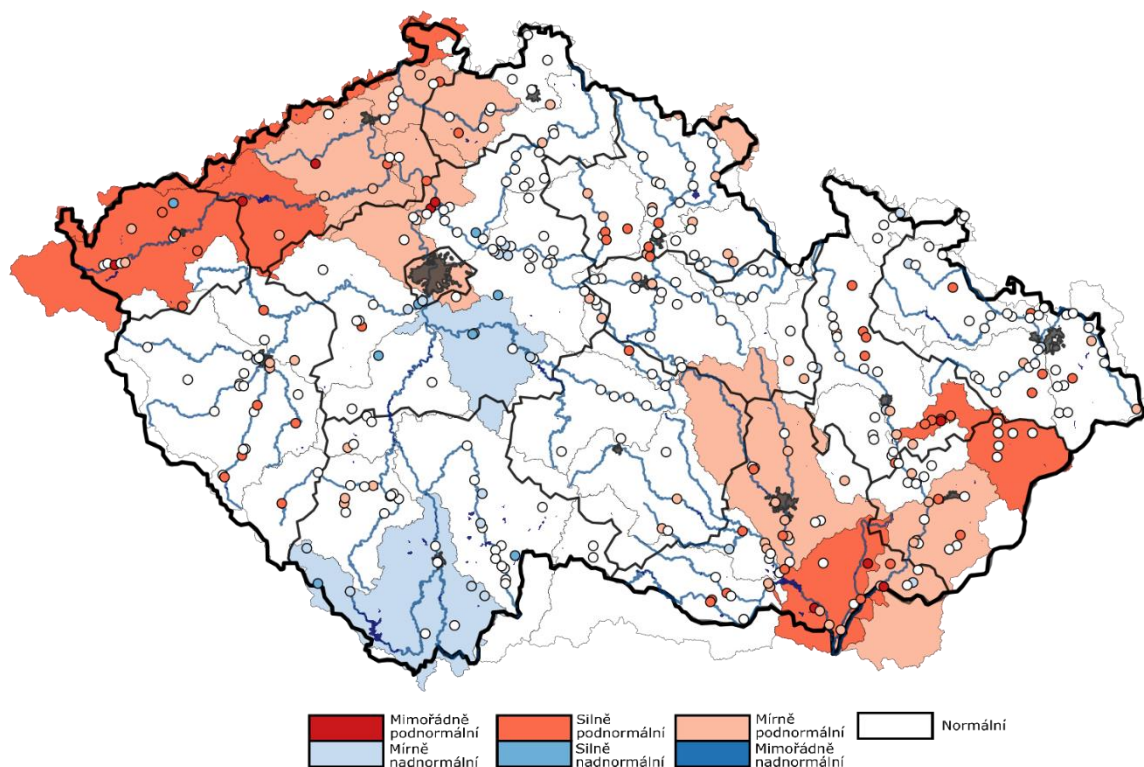 Mimořádně
podnormální
Silně
podnormální
Mírně
podnormální
Normální
Mírně
nadnormální
Silně
nadnormální
Mimořádně
nadnormální